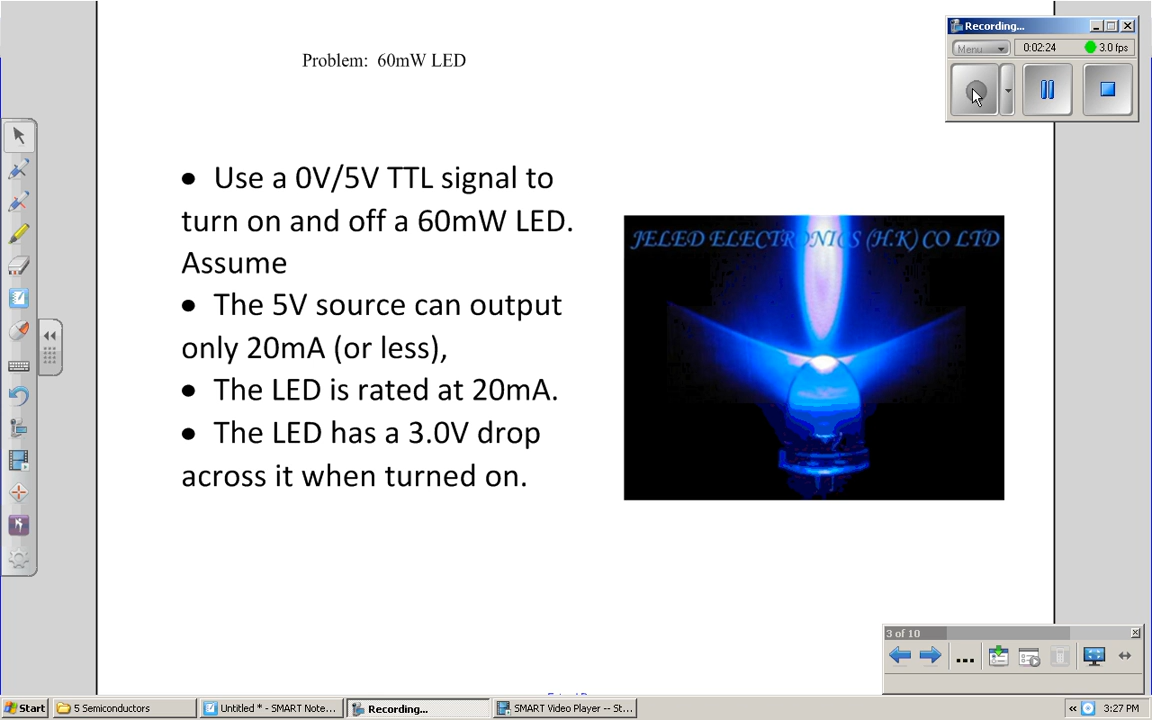 Problem:  60mW LED
Recording...
Menu
0:02:24
3.0 fps
• Use a 0V/5V TTL signal to
turn on and off a 60mW LED.
Assume
• The 5V source can output
only 20mA (or less),
• The LED is rated at 20mA.
• The LED has a 3.0V drop
across it when turned on.
JELED ELECTRONICS (H.K) CO LTD
3 of 10
Start
5 Semiconductors
Untitled * - SMART Note...
Recording...
SMART Video Player -- St...
3:27 PM